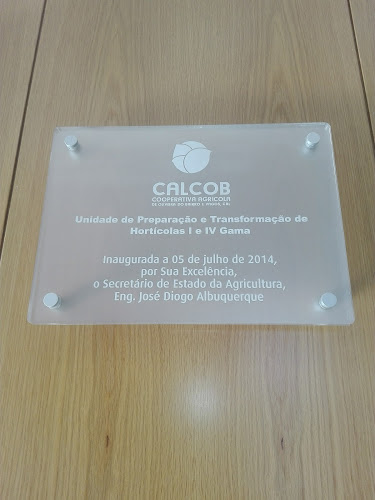 CALCOB
COOPERATIVA AGRÍCOLA
Unidade de Preparação e Transformação de
Hortícolas I e IV Gama
Inaugurada a 05 de julho de 2014,
por Sua Excelência,
o Secretário de Estado da Agricultura,
Eng. José Diogo Albuquerque